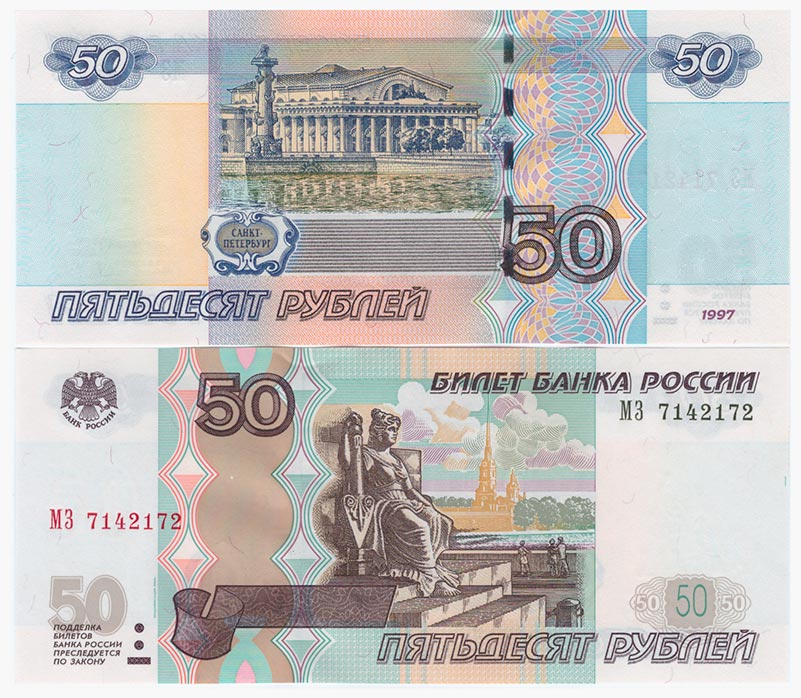 50
50
САНКТ-
ПЕТЕРБУРГ
50
ПЯТЬДЕСЯТ РУБЛЕЙ
1997
БАНК РОССИИ
50
БИЛЕТ БАНКА РОССИИ
МЗ 7142172
МЗ 7142172
50
ПОДДЕЛКА
БИЛЕТОВ
БАНКА РОССИИ
ПРЕСЛЕДУЕТСЯ
ПО ЗАКОНУ
50 50 50
ПЯТЬДЕСЯТ РУБЛЕЙ